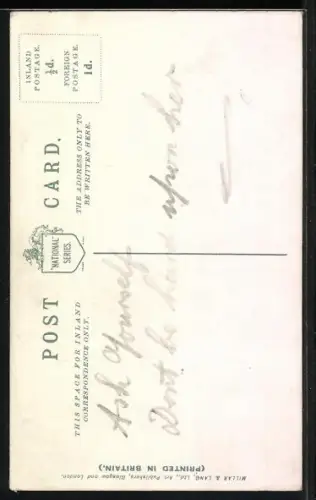 POST CARD.
"NATIONAL" SERIES.
THIS SPACE FOR INLAND
CORRESPONDENCE ONLY.
THE ADDRESS ONLY TO
BE WRITTEN HERE.
INLAND
POSTAGE.
½d.
FOREIGN
POSTAGE.
1d.
Ask Yourself
Don't be hard upon her
MILLAR & LANG, Ltd., Art Publishers, Glasgow and London.
(PRINTED IN BRITAIN.)